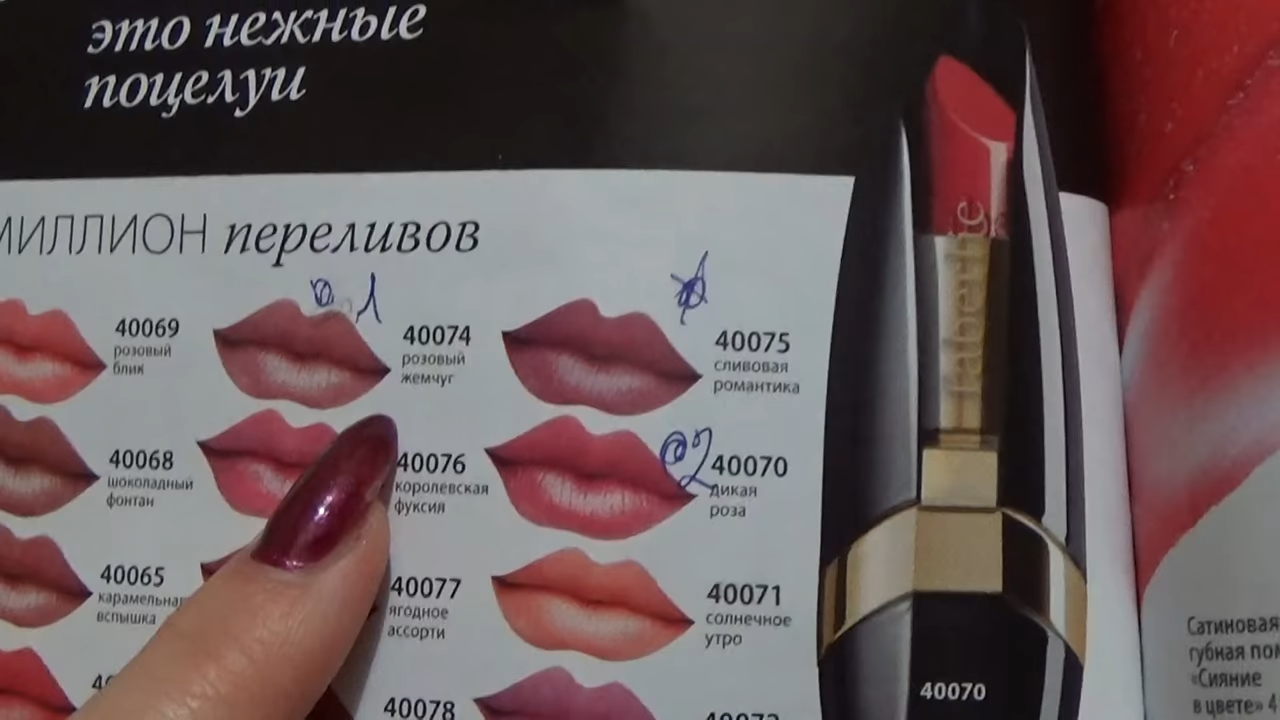 это нежные
поцелуи
МИЛЛИОН переливов
40069
розовый
блик
40074
розовый
жемчуг
40075
сливовая
романтика
40068
шоколадный
фонтан
40076
королевская
фуксия
40070
дикая
роза
40065
карамельная
вспышка
40077
ягодное
ассорти
40071
солнечное
утро
40078
faberlic
40070
Сатиновая
губная
«Сияние
в цвете»